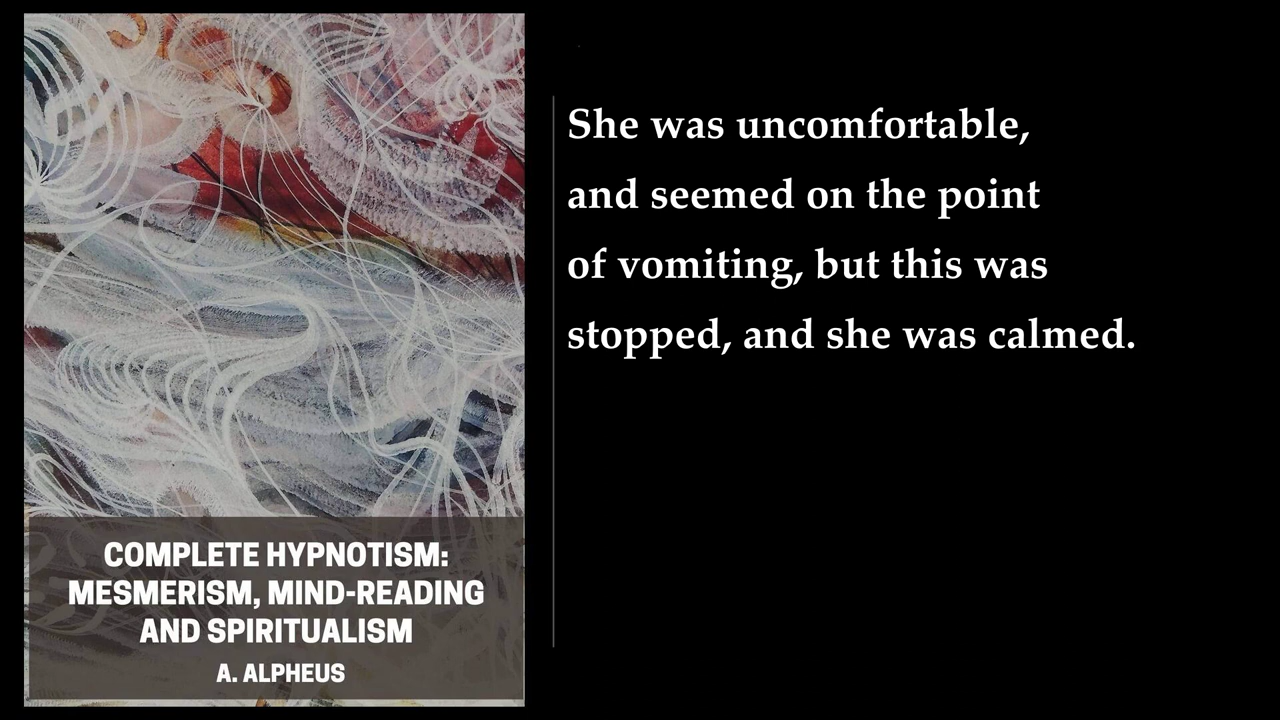 She was uncomfortable,
and seemed on the point
of vomiting, but this was
stopped, and she was calmed.
COMPLETE HYPNOTISM:
MESMERISM, MIND-READING
AND SPIRITUALISM
A. ALPHEUS